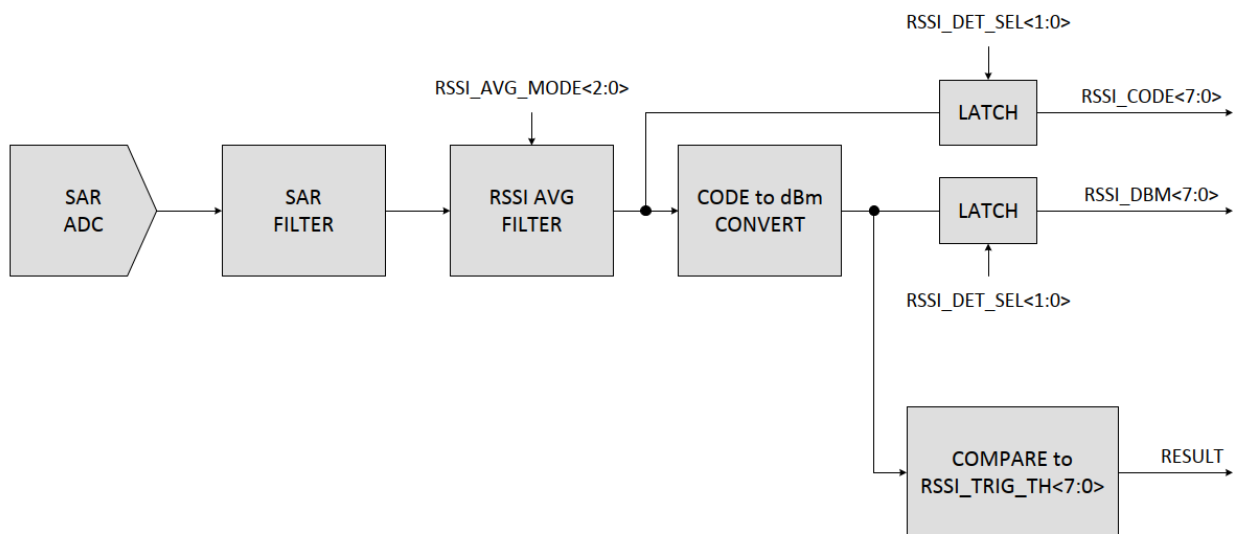 RSSI_DET_SEL<1:0>
RSSI_AVG_MODE<2:0>
LATCH
RSSI_CODE<7:0>
SAR
ADC
SAR
FILTER
RSSI AVG
FILTER
CODE to dBm
CONVERT
LATCH
RSSI_DBM<7:0>
RSSI_DET_SEL<1:0>
COMPARE to
RSSI_TRIG_TH<7:0>
RESULT